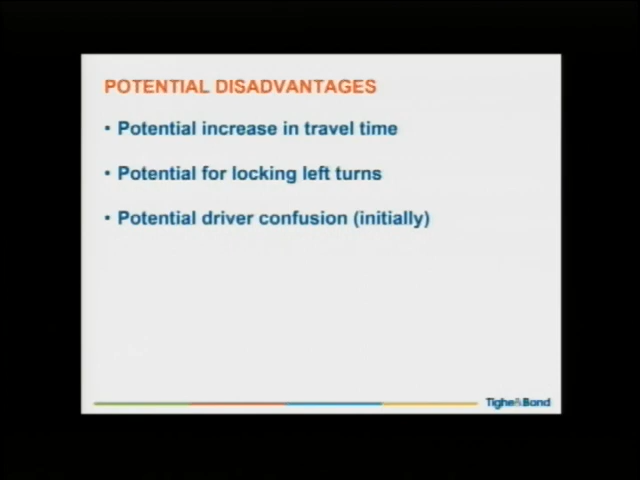 POTENTIAL DISADVANTAGES
• Potential increase in travel time
• Potential for locking left turns
• Potential driver confusion (initially)
Tighe&Bond